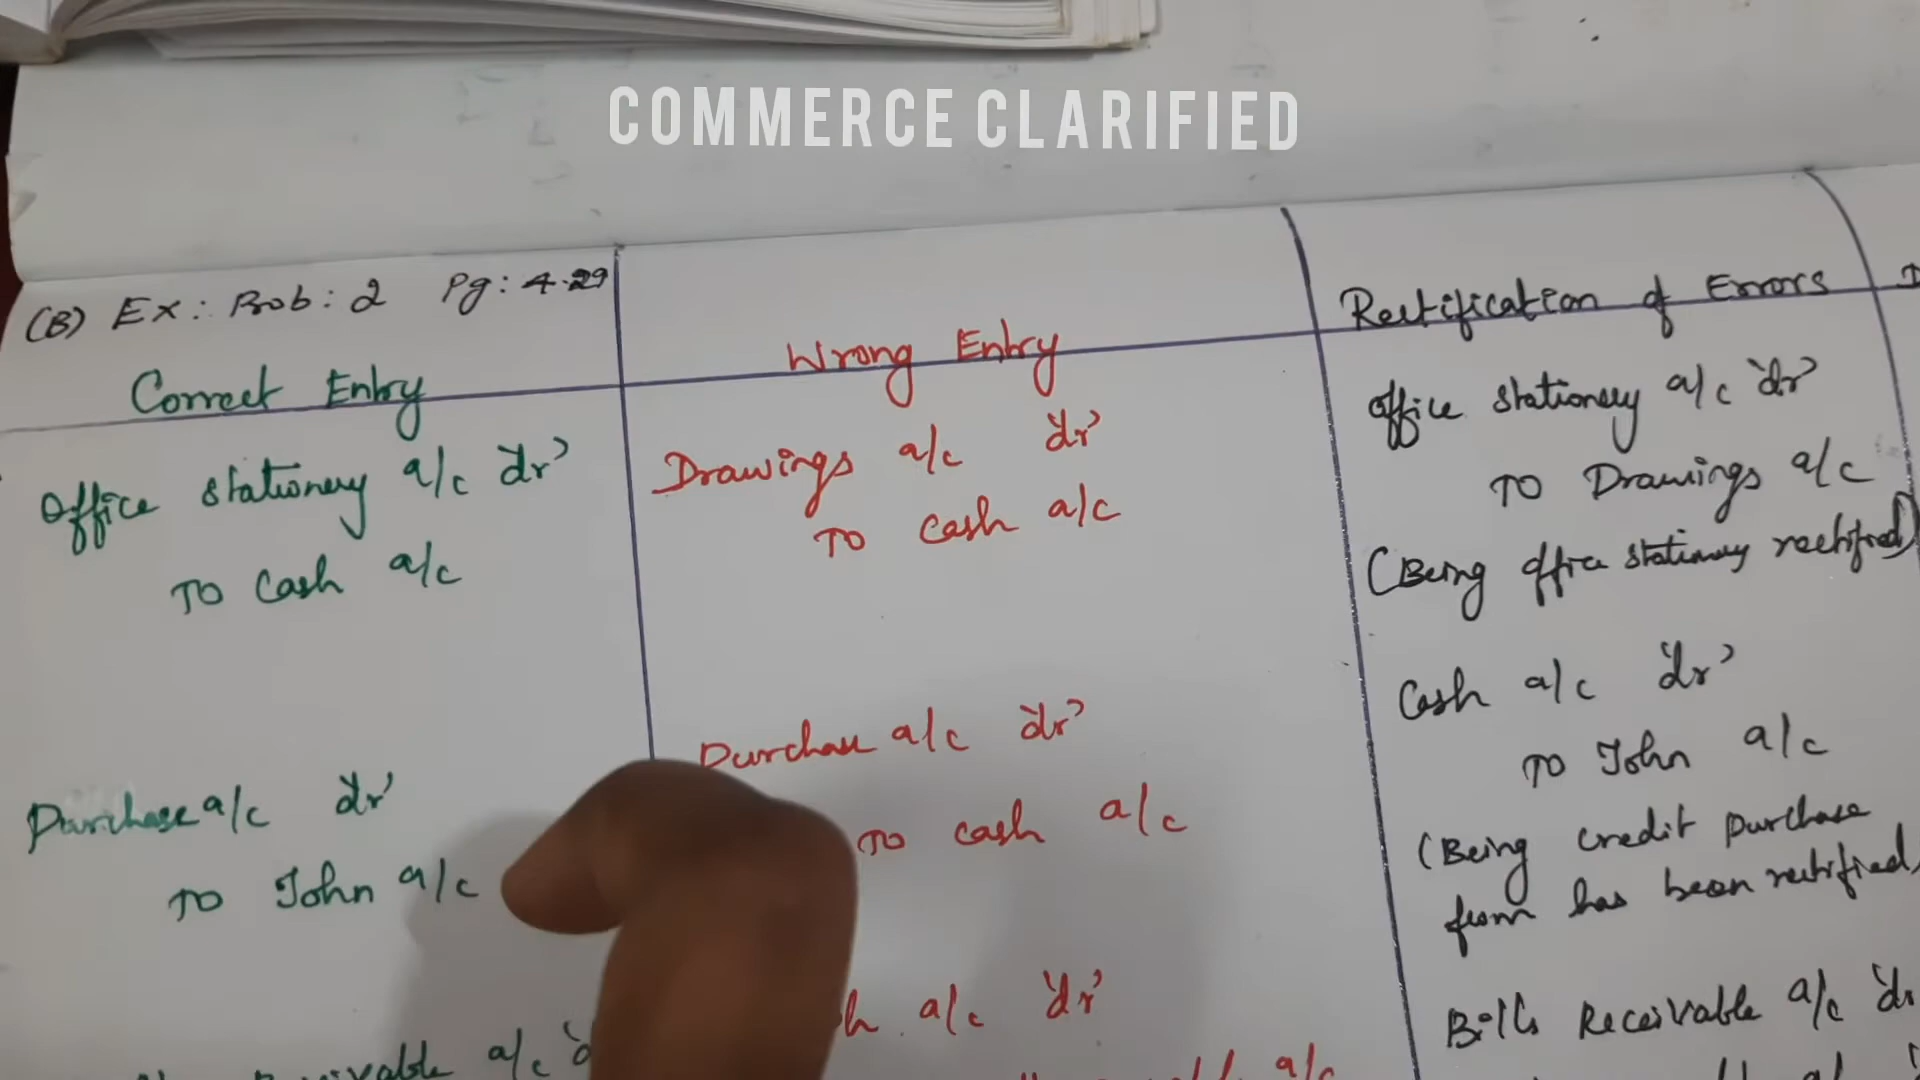 COMMERCE CLARIFIED
(B) Ex: Prob: 2 Pg: 4.29
Correct Entry
Office stationery a/c dr
TO Cash a/c
Purchase a/c dr
TO John a/c
a/c
Wrong Entry
Drawings a/c dr
TO Cash a/c
Purchase a/c dr
TO cash a/c
a/c dr
a/c
Rectification of Errors
Office stationery a/c dr
TO Drawings a/c
(Being office stationery rectified)
Cash a/c dr
TO John a/c
(Being credit purchase
from has been rectified
Bills Receivable a/c dr